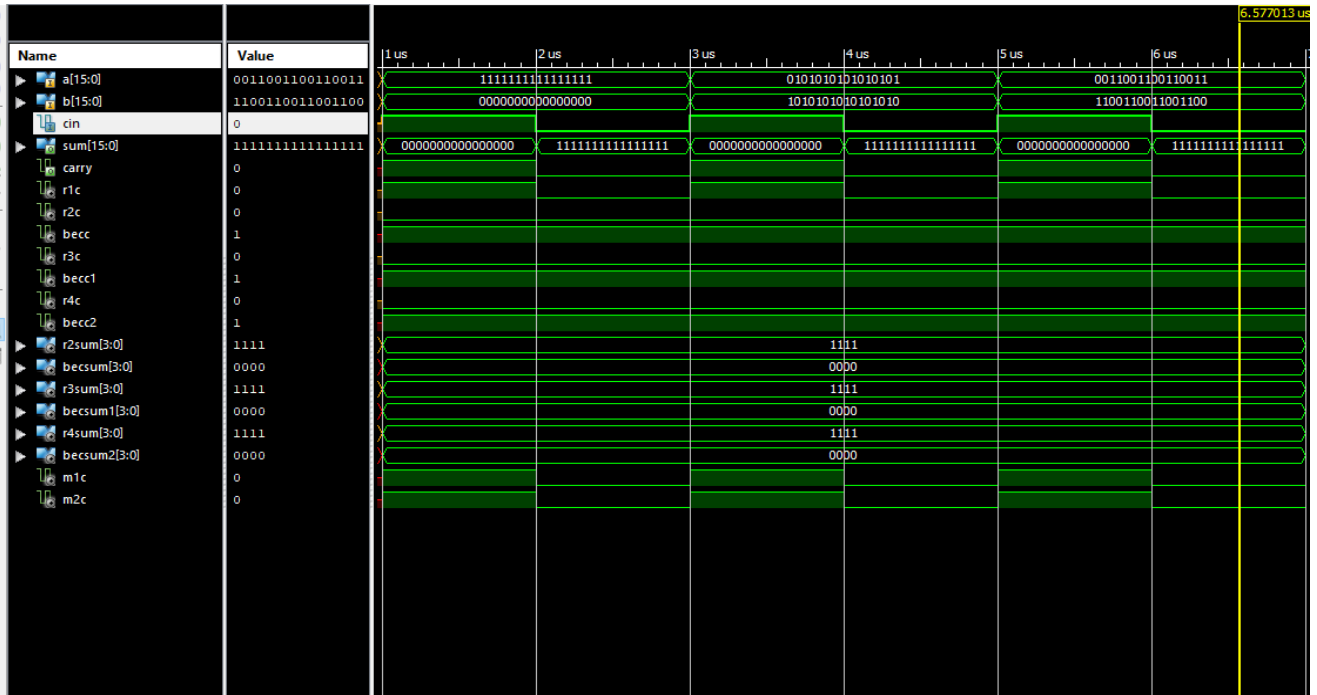 6.577013 us
Name Value 1 us 2 us 3 us 4 us 5 us 6 us
a[15:0] 0011001100110011 1111111111111111 0101010101010101 0011001100110011
b[15:0] 1100110011001100 0000000000000000 1010101010101010 1100110011001100
cin 0
sum[15:0] 1111111111111111 0000000000000000 1111111111111111 0000000000000000 1111111111111111 0000000000000000 1111111111111111
carry 0
r1c 0
r2c 0
becc 1
r3c 0
becc1 1
r4c 0
becc2 1
r2sum[3:0] 1111 1111
becsum[3:0] 0000 0000
r3sum[3:0] 1111 1111
becsum1[3:0] 0000 0000
r4sum[3:0] 1111 1111
becsum2[3:0] 0000 0000
m1c 0
m2c 0